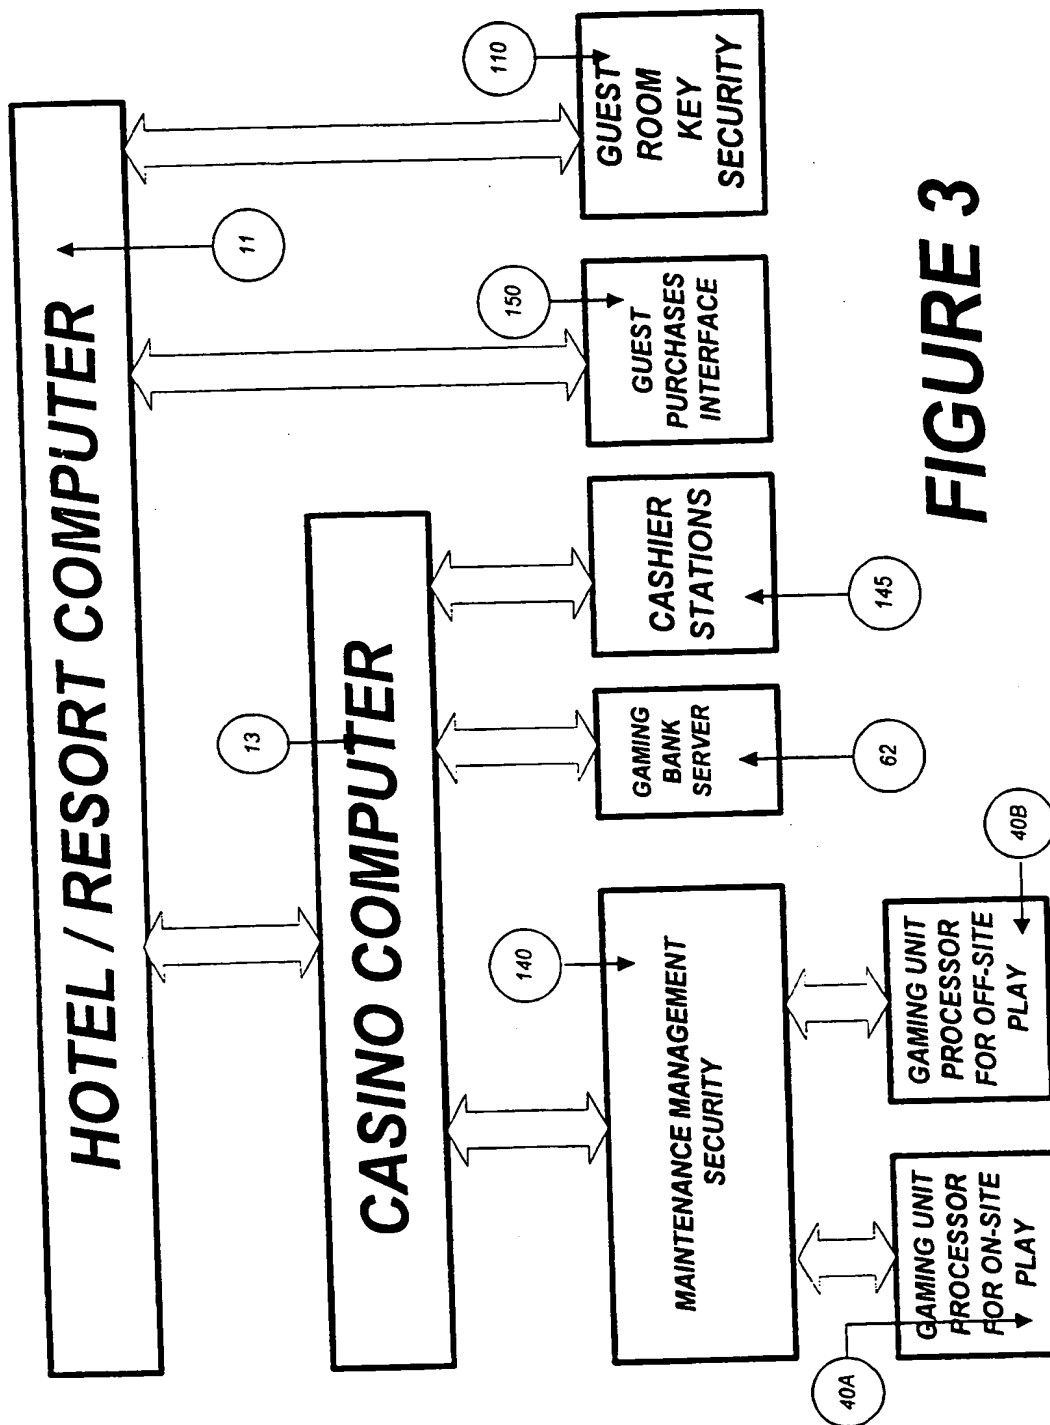 HOTEL / RESORT COMPUTER
11
CASINO COMPUTER
13
140
MAINTENANCE MANAGEMENT
SECURITY
GAMING
BANK
SERVER
62
CASHIER
STATIONS
145
150
GUEST
PURCHASES
INTERFACE
110
GUEST
ROOM
KEY
SECURITY
40A
GAMING UNIT
PROCESSOR
FOR ON-SITE
PLAY
GAMING UNIT
PROCESSOR
FOR OFF-SITE
PLAY
40B
FIGURE 3